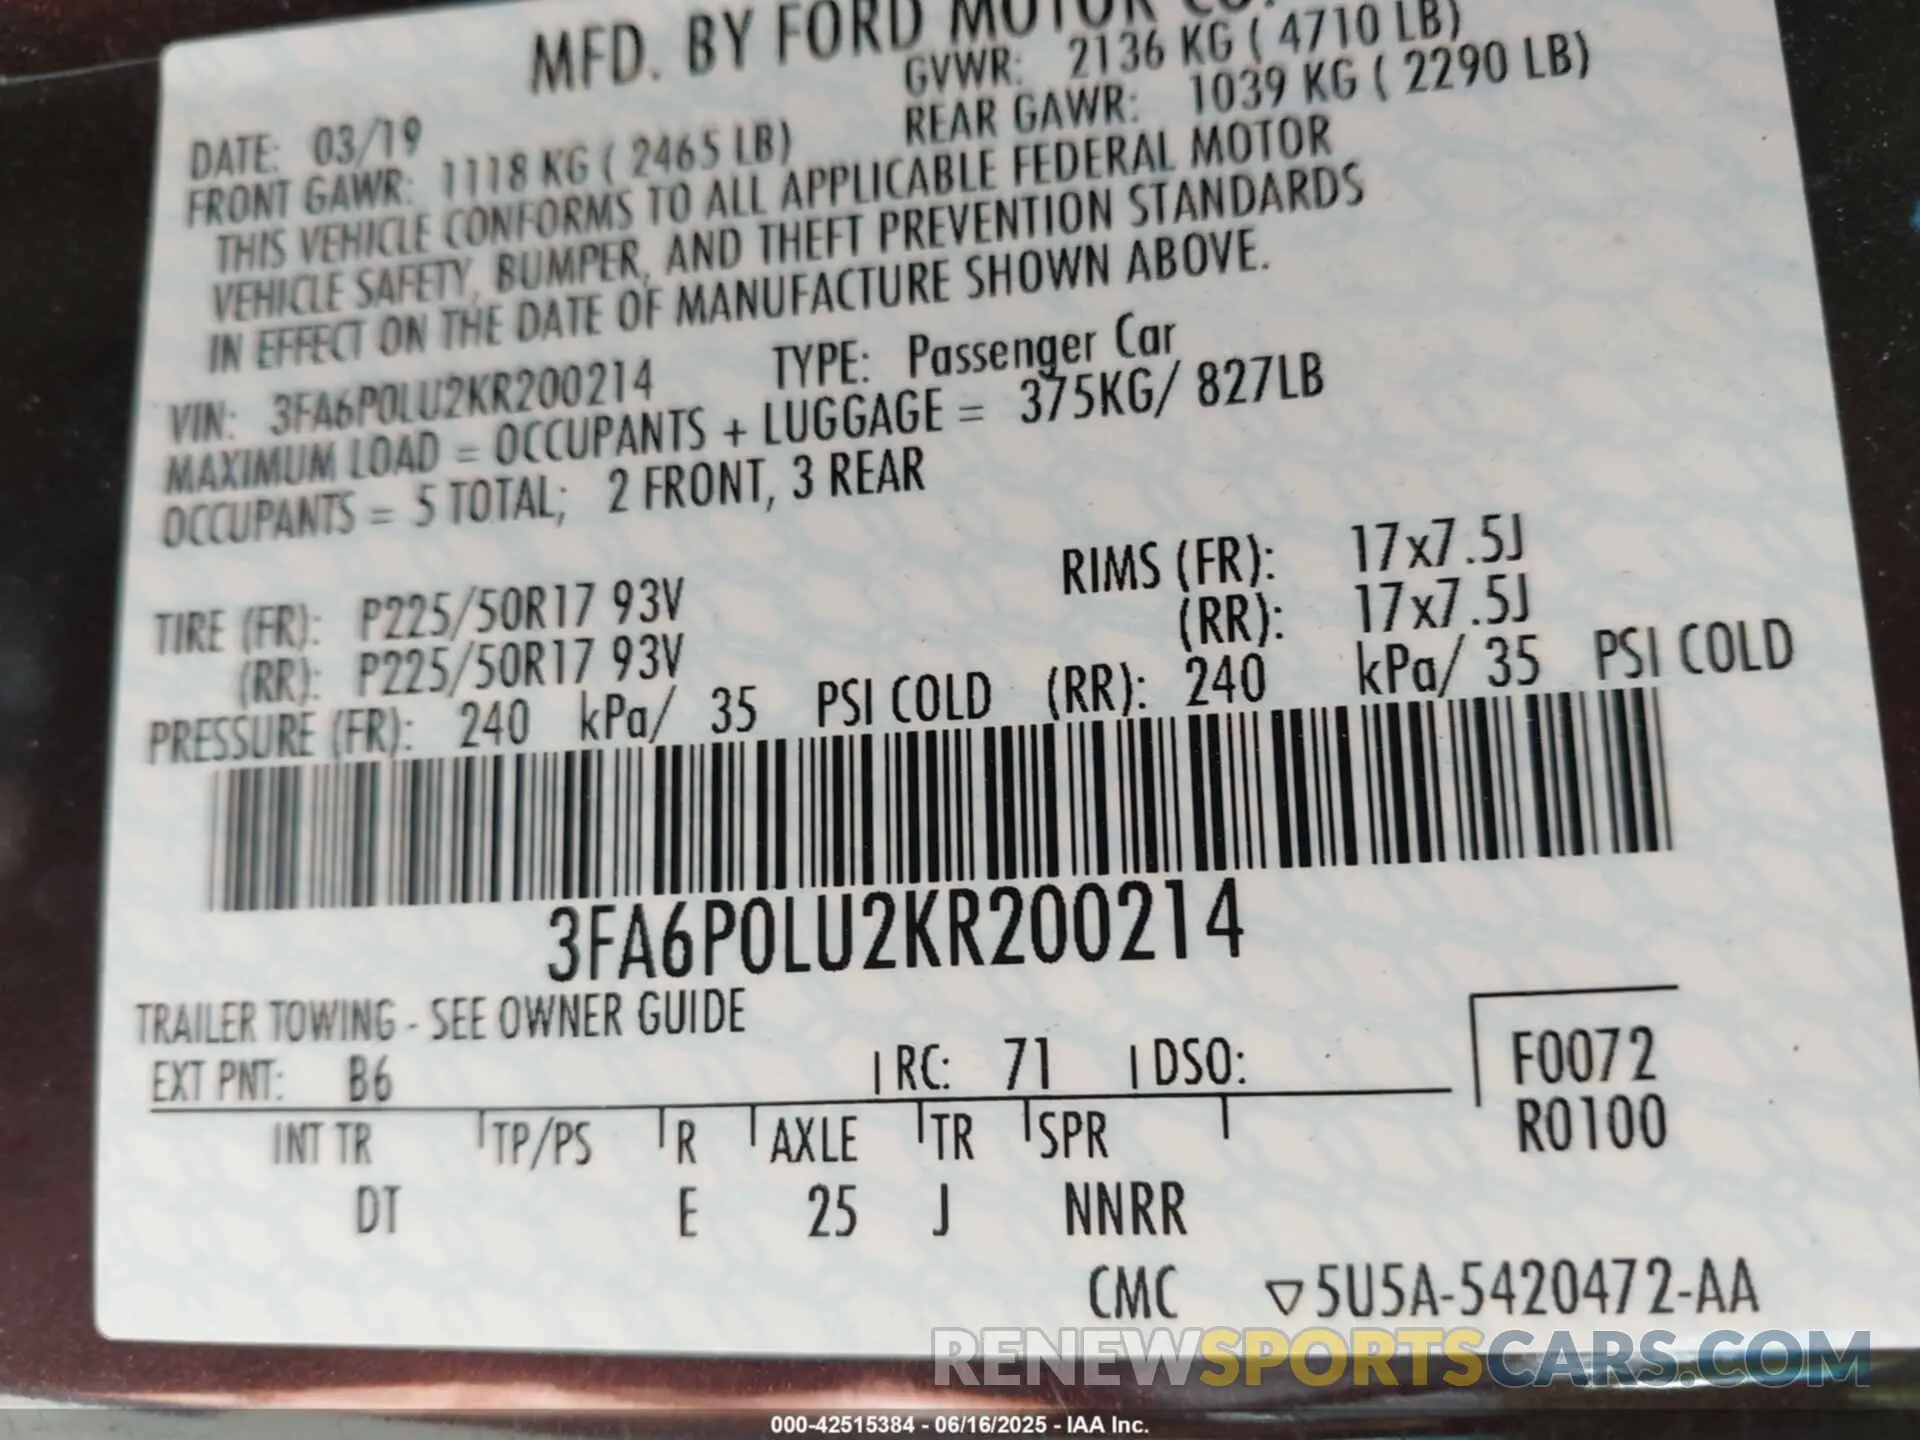 MFD. BY FORD MOTOR CO.
DATE: 03/19 GVWR: 2136 KG ( 4710 LB)
FRONT GAWR: 1118 KG ( 2465 LB) REAR GAWR: 1039 KG ( 2290 LB)
THIS VEHICLE CONFORMS TO ALL APPLICABLE FEDERAL MOTOR
VEHICLE SAFETY, BUMPER, AND THEFT PREVENTION STANDARDS
IN EFFECT ON THE DATE OF MANUFACTURE SHOWN ABOVE.
VIN: 3FA6P0LU2KR200214 TYPE: Passenger Car
MAXIMUM LOAD = OCCUPANTS + LUGGAGE = 375KG/ 827LB
OCCUPANTS = 5 TOTAL; 2 FRONT, 3 REAR
TIRE (FR): P225/50R17 93V RIMS (FR): 17x7.5J
(RR): P225/50R17 93V (RR): 17x7.5J
PRESSURE (FR): 240 kPa/ 35 PSI COLD (RR): 240 kPa/ 35 PSI COLD
3FA6P0LU2KR200214
TRAILER TOWING - SEE OWNER GUIDE
EXT PNT: B6 RC: 71 DSO: F0072
R0100
INT TR TP/PS R AXLE TR SPR
DT E 25 J NNRR
CMC ▽5U5A-5420472-AA
RENEWSPORTSCARS.COM
000-42515384 - 06/16/2025 - IAA Inc.